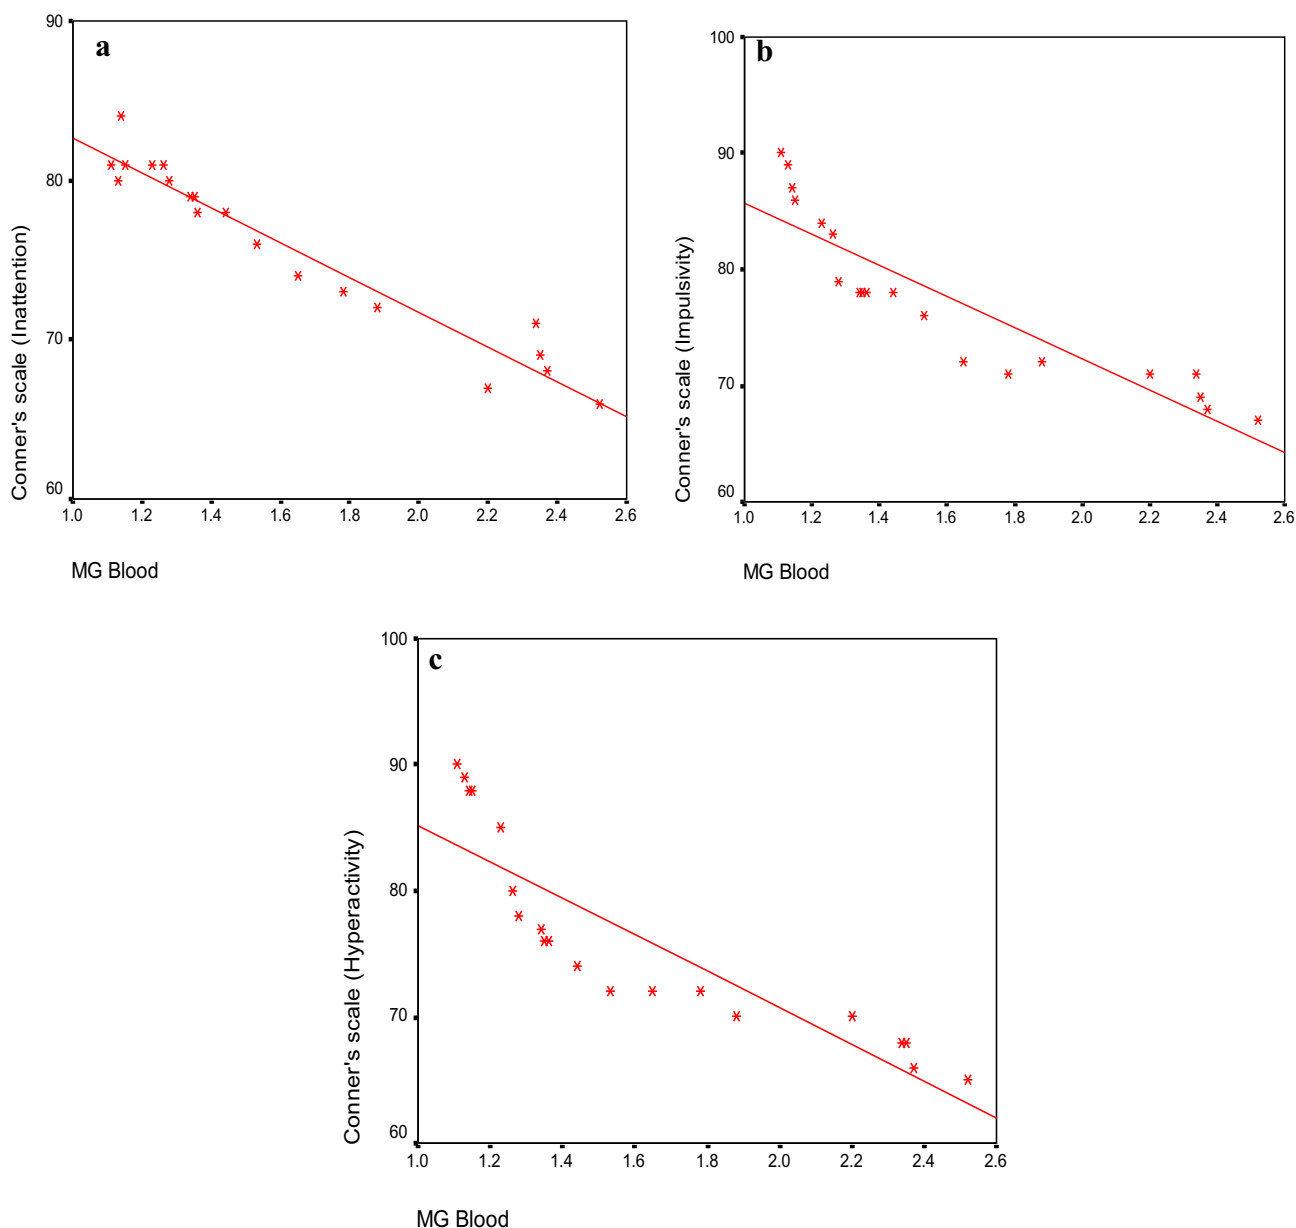 a
90
80
70
60
Conner's scale (Inattention)
1.0 1.2 1.4 1.6 1.8 2.0 2.2 2.4 2.6
MG Blood
b
100
90
80
70
60
Conner's scale (Impulsivity)
1.0 1.2 1.4 1.6 1.8 2.0 2.2 2.4 2.6
MG Blood
c
100
90
80
70
60
Conner's scale (Hyperactivity)
1.0 1.2 1.4 1.6 1.8 2.0 2.2 2.4 2.6
MG Blood